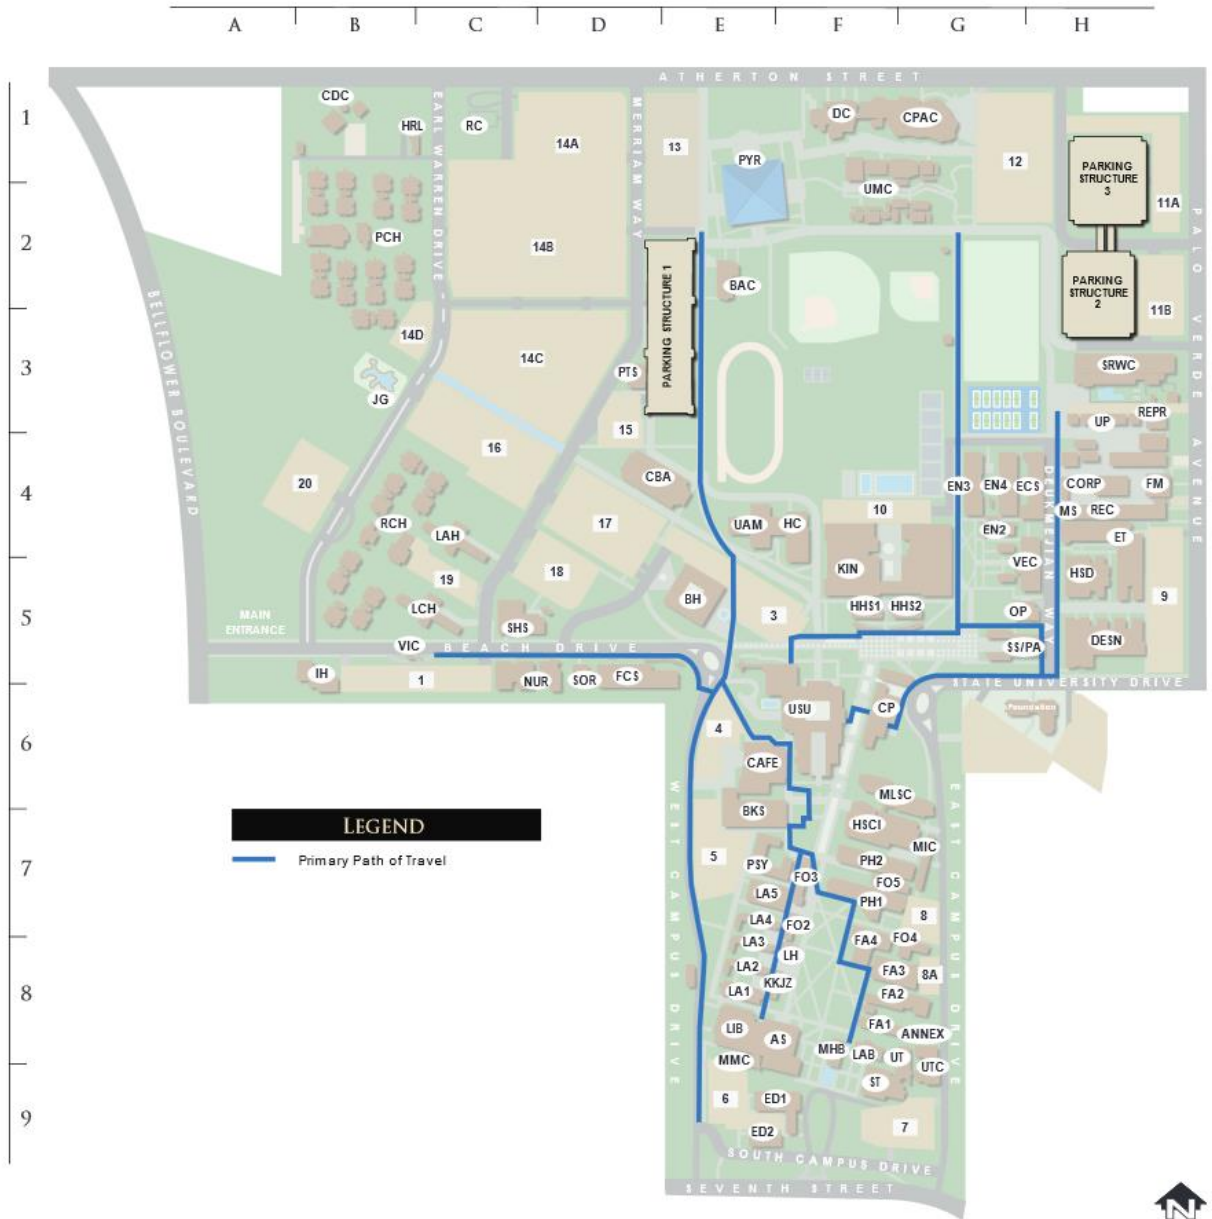 A B C D E F G H
ATHERTON STREET
1
CDC
HRL
EARL WARREN DRIVE
RC
14A
MERRIAM WAY
13
PYR
DC
CPAC
UMC
12
PARKING
STRUCTURE
3
11A
2
PCH
14B
PARKING STRUCTURE 1
BAC
PARKING
STRUCTURE
2
11B
PALO VERDE AVENUE
BELLFLOWER BOULEVARD
3
14D
14C
PTS
JG
15
SRWC
REPR
UP
4
20
16
CBA
RCH
LAH
17
UAM
HC
10
EN3
EN4
ECS
DEUKMEJIAN WAY
CORP
FM
MS
REC
EN2
ET
5
19
18
KIN
VEC
HSD
BH
LCH
SHS
3
HHS1
HHS2
OP
9
MAIN
ENTRANCE
VIC
BEACH DRIVE
SS/PA
DESN
IH
1
NUR
SOR
FCS
STATE UNIVERSITY DRIVE
6
4
USU
CP
Foundation
CAFE
WEST CAMPUS DRIVE
EAST CAMPUS DRIVE
MLSC
BKS
HSCI
LEGEND
Primary Path of Travel
7
5
PSY
PH2
MIC
FO3
FO5
LA5
PH1
8
LA4
FO2
LA3
FA4
FO4
8
LH
LA2
FA3
8A
KKJZ
LA1
FA2
LIB
AS
FA1
ANNEX
MMC
MHB
LAB
UT
UTC
ST
9
6
ED1
7
ED2
SOUTH CAMPUS DRIVE
SEVENTH STREET
N